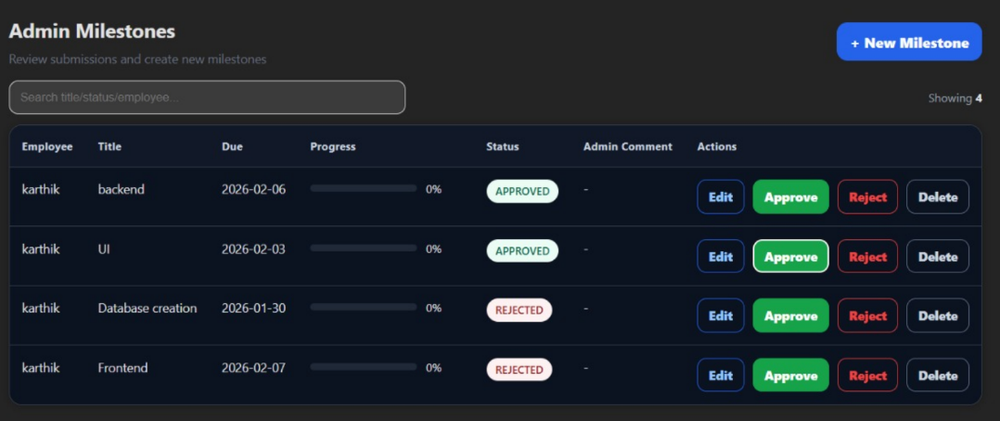 Admin Milestones
+ New Milestone
Review submissions and create new milestones
Search title/status/employee...
Showing 4
Employee Title Due Progress Status Admin Comment Actions
karthik backend 2026-02-06 0% APPROVED - Edit Approve Reject Delete
karthik UI 2026-02-03 0% APPROVED - Edit Approve Reject Delete
karthik Database creation 2026-01-30 0% REJECTED - Edit Approve Reject Delete
karthik Frontend 2026-02-07 0% REJECTED - Edit Approve Reject Delete